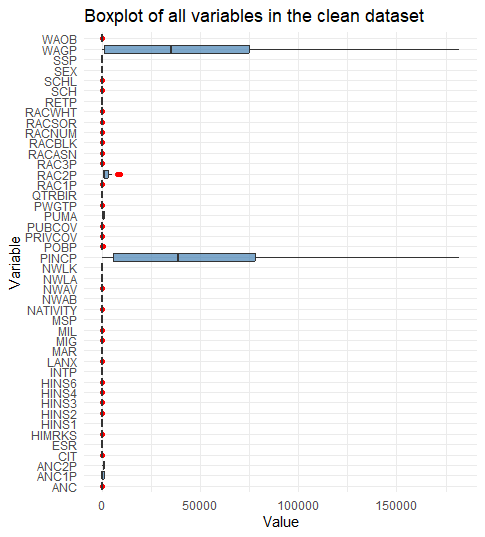 Boxplot of all variables in the clean dataset
WAOB
WAGP
SSP
SEX
SCHL
SCH
RETP
RACWHT
RACSOR
RACNUM
RACBLK
RACASN
RAC3P
RAC2P
RAC1P
QTRBIR
PWGTP
PUMA
PUBCOV
PRIVCOV
POBP
PINCP
NWLK
NWLA
NWAV
NWAB
NATIVITY
MSP
MIL
MIG
MAR
LANX
INTP
HINS6
HINS4
HINS3
HINS2
HINS1
HIMRKS
ESR
CIT
ANC2P
ANC1P
ANC
Variable
0 50000 100000 150000
Value